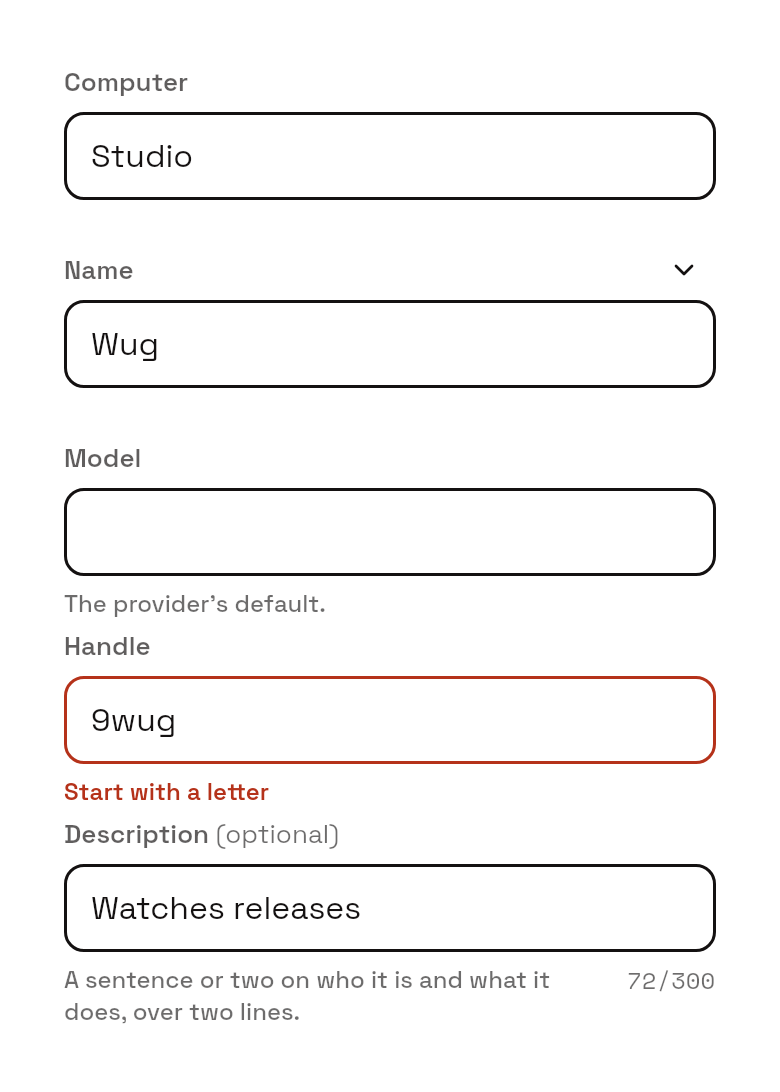 Computer
Studio
Name
Wug
Model
The provider’s default.
Handle
9wug
Start with a letter
Description (optional)
Watches releases
A sentence or two on who it is and what it
does, over two lines.
72/300